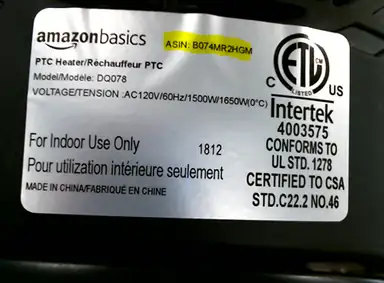 amazonbasics
ASIN: B074MR2HGM
PTC Heater/Réchauffeur PTC
Model/Modele: DQ078
VOLTAGE/TENSION :AC120V/60Hz/1500W/1650W(0°C)
For Indoor Use Only 1812
Pour utilization intérieure seulement
MADE IN CHINA/FABRIQUÉ EN CHINE
ETL
LISTED
C US
Intertek
4003575
CONFORMS TO
UL STD. 1278
CERTIFIED TO CSA
STD.C22.2 NO.46